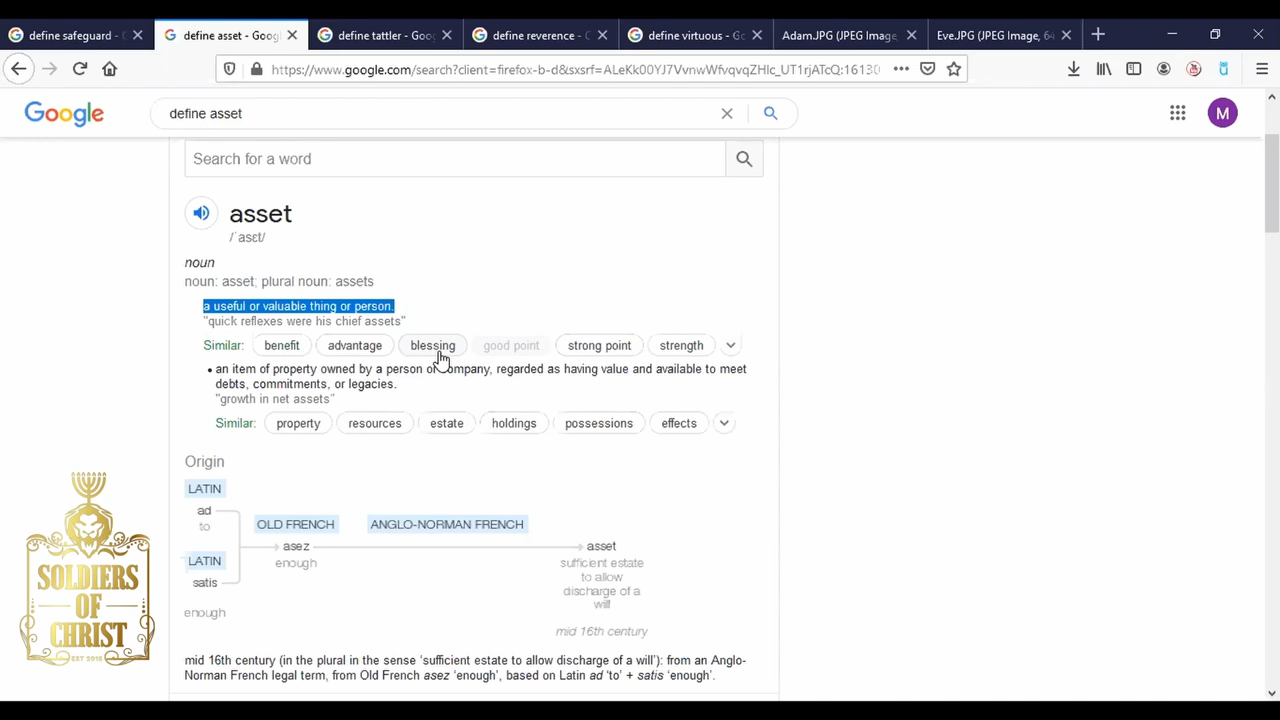 define safeguard - G
define asset - Googl
define tattler - Goog
define reverence - G
define virtuous - Go
Adam.JPG (JPEG Image,
Eve.JPG (JPEG Image, 64
https://www.google.com/search?client=firefox-b-d&sxsrf=ALeKk00YJ7VvnwWfvqvqZHlc_UT1rjATcQ:16130
Google
define asset
M
Search for a word
asset
/ˈasɛt/
noun
noun: asset; plural noun: assets
a useful or valuable thing or person.
"quick reflexes were his chief assets"
Similar: benefit advantage blessing good point strong point strength
• an item of property owned by a person or company, regarded as having value and available to meet
debts, commitments, or legacies.
"growth in net assets"
Similar: property resources estate holdings possessions effects
Origin
LATIN
ad
to
OLD FRENCH ANGLO-NORMAN FRENCH
asez asset
LATIN
enough sufficient estate
to allow
satis
discharge of a
will
enough
mid 16th century
mid 16th century (in the plural in the sense ‘sufficient estate to allow discharge of a will’): from an Anglo-
Norman French legal term, from Old French asez ‘enough’, based on Latin ad ‘to’ + satis ‘enough’.
SOLDIERS
OF
CHRIST